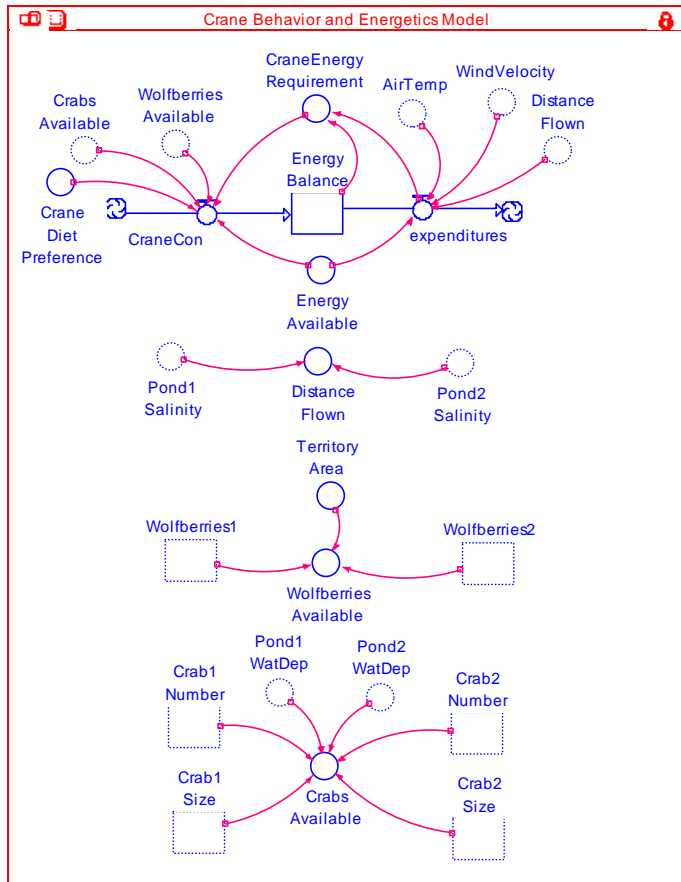 Crane Behavior and Energetics Model
CraneEnergy
Requirement
AirTemp
WindVelocity
Crabs
Available
Wolfberries
Available
Distance
Flown
Energy
Balance
Crane
Diet
Preference
CraneCon
expenditures
Energy
Available
Pond1
Salinity
Distance
Flown
Pond2
Salinity
Territory
Area
Wolfberries1
Wolfberries2
Wolfberries
Available
Pond1
WatDep
Pond2
WatDep
Crab1
Number
Crab2
Number
Crab1
Size
Crabs
Available
Crab2
Size